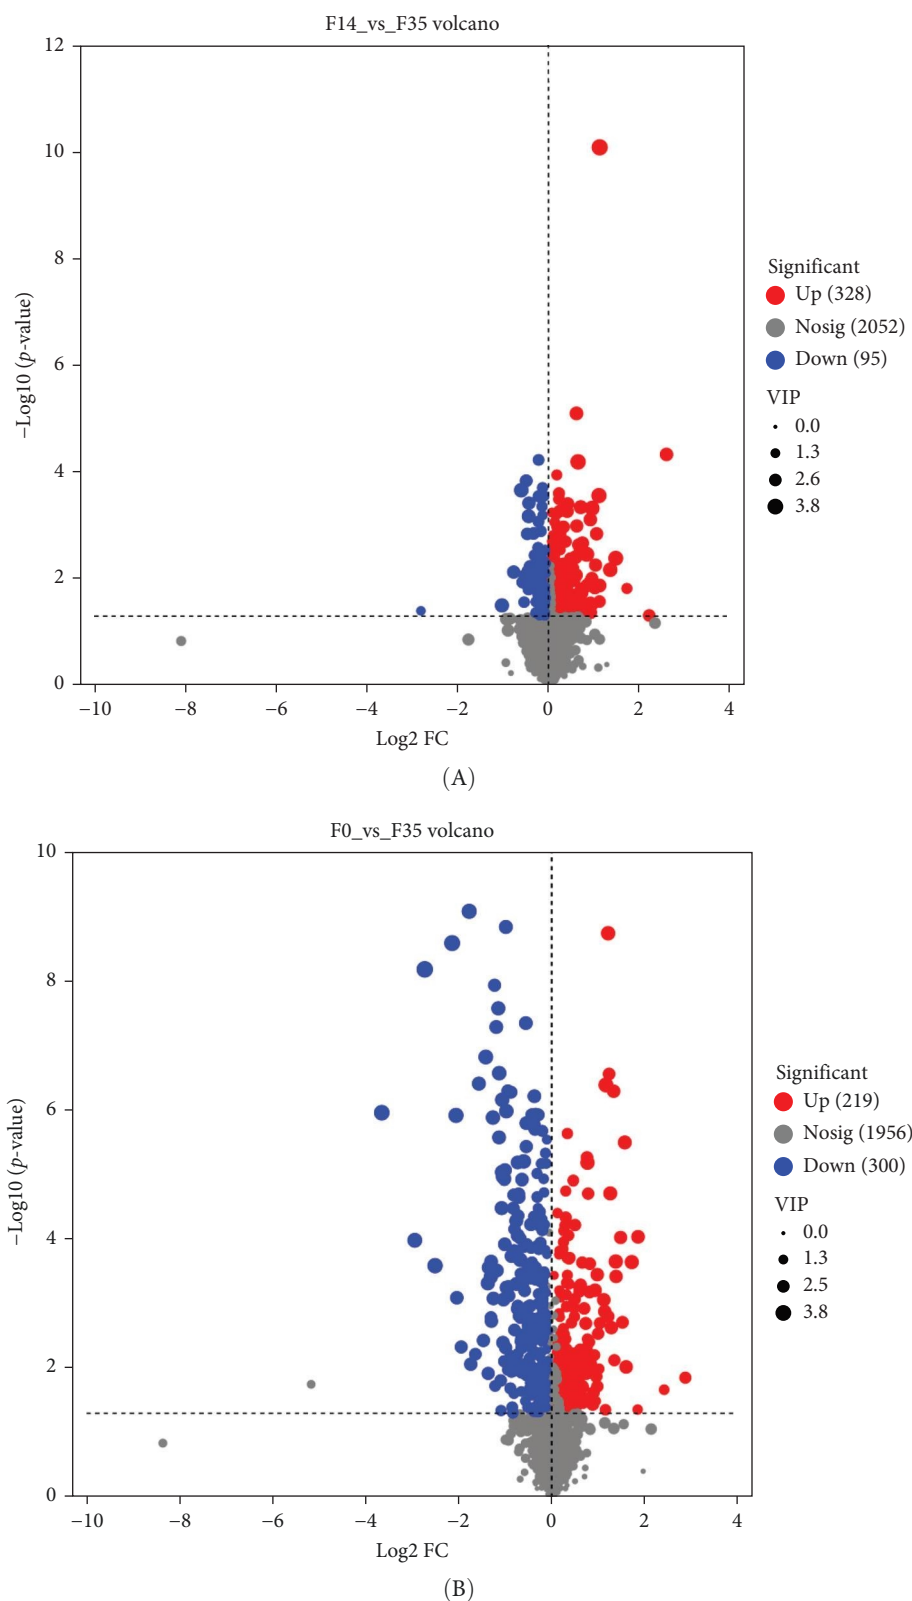 F14_vs_F35 volcano
12
10
8
6
4
2
0
−Log10 (p-value)
−10 −8 −6 −4 −2 0 2 4
Log2 FC
Significant
Up (328)
Nosig (2052)
Down (95)
VIP
0.0
1.3
2.6
3.8
(A)
F0_vs_F35 volcano
10
8
6
4
2
0
−Log10 (p-value)
−10 −8 −6 −4 −2 0 2 4
Log2 FC
Significant
Up (219)
Nosig (1956)
Down (300)
VIP
0.0
1.3
2.5
3.8
(B)